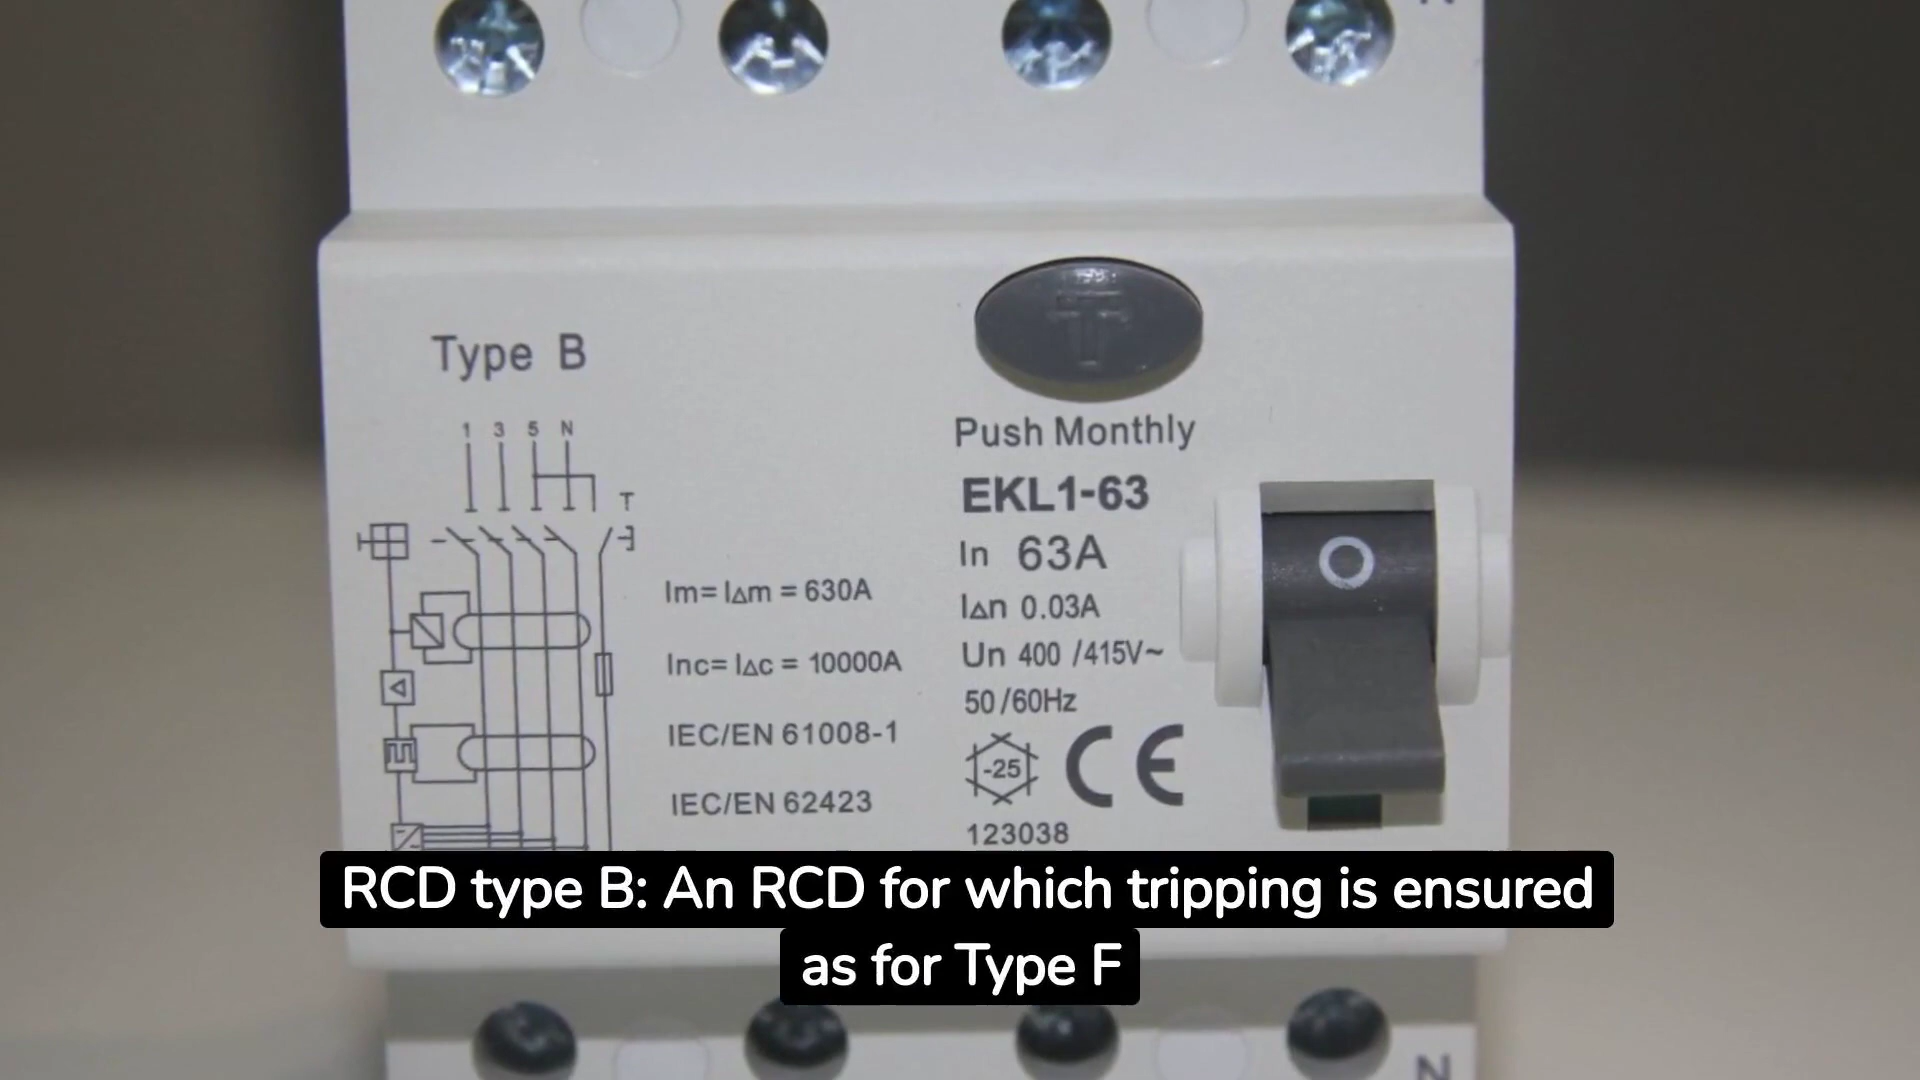 N
T
Type B
1 3 5 N
T
Push Monthly
EKL1-63
In 63A
I∆n 0.03A
Un 400 /415V~
50/60Hz
-25
CE
123038
Im= I∆m = 630A
Inc= I∆c = 10000A
IEC/EN 61008-1
IEC/EN 62423
O
RCD type B: An RCD for which tripping is ensured
as for Type F
N